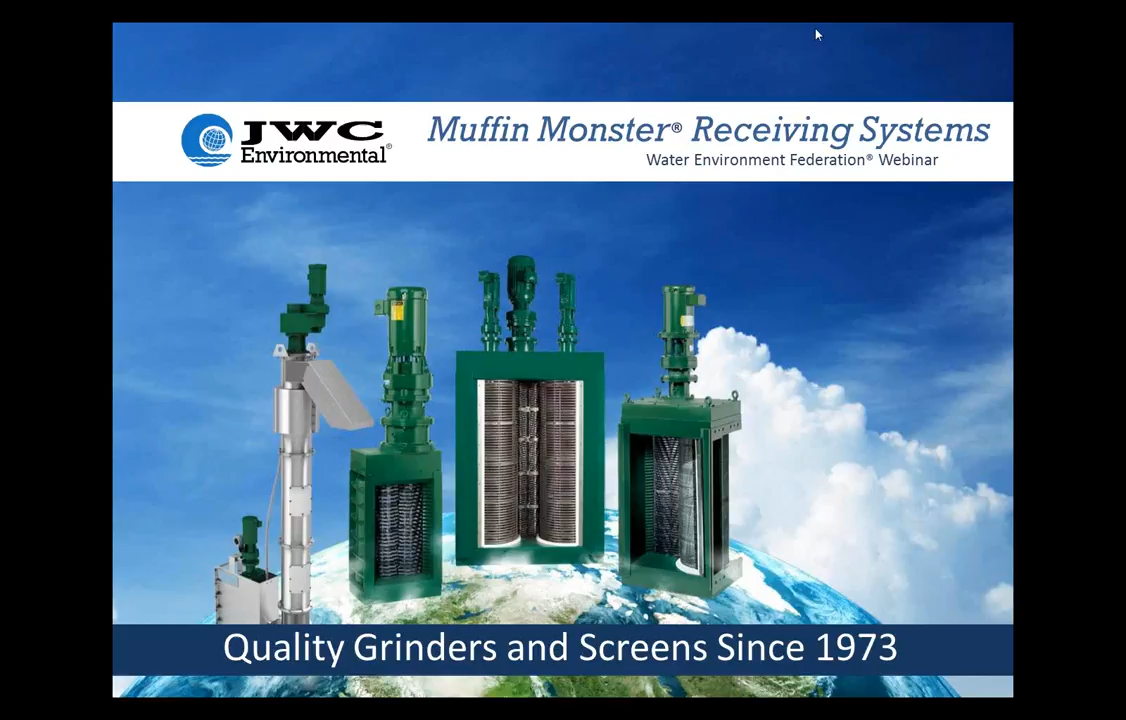 JWC
Environmental®
Muffin Monster® Receiving Systems
Water Environment Federation® Webinar
Quality Grinders and Screens Since 1973